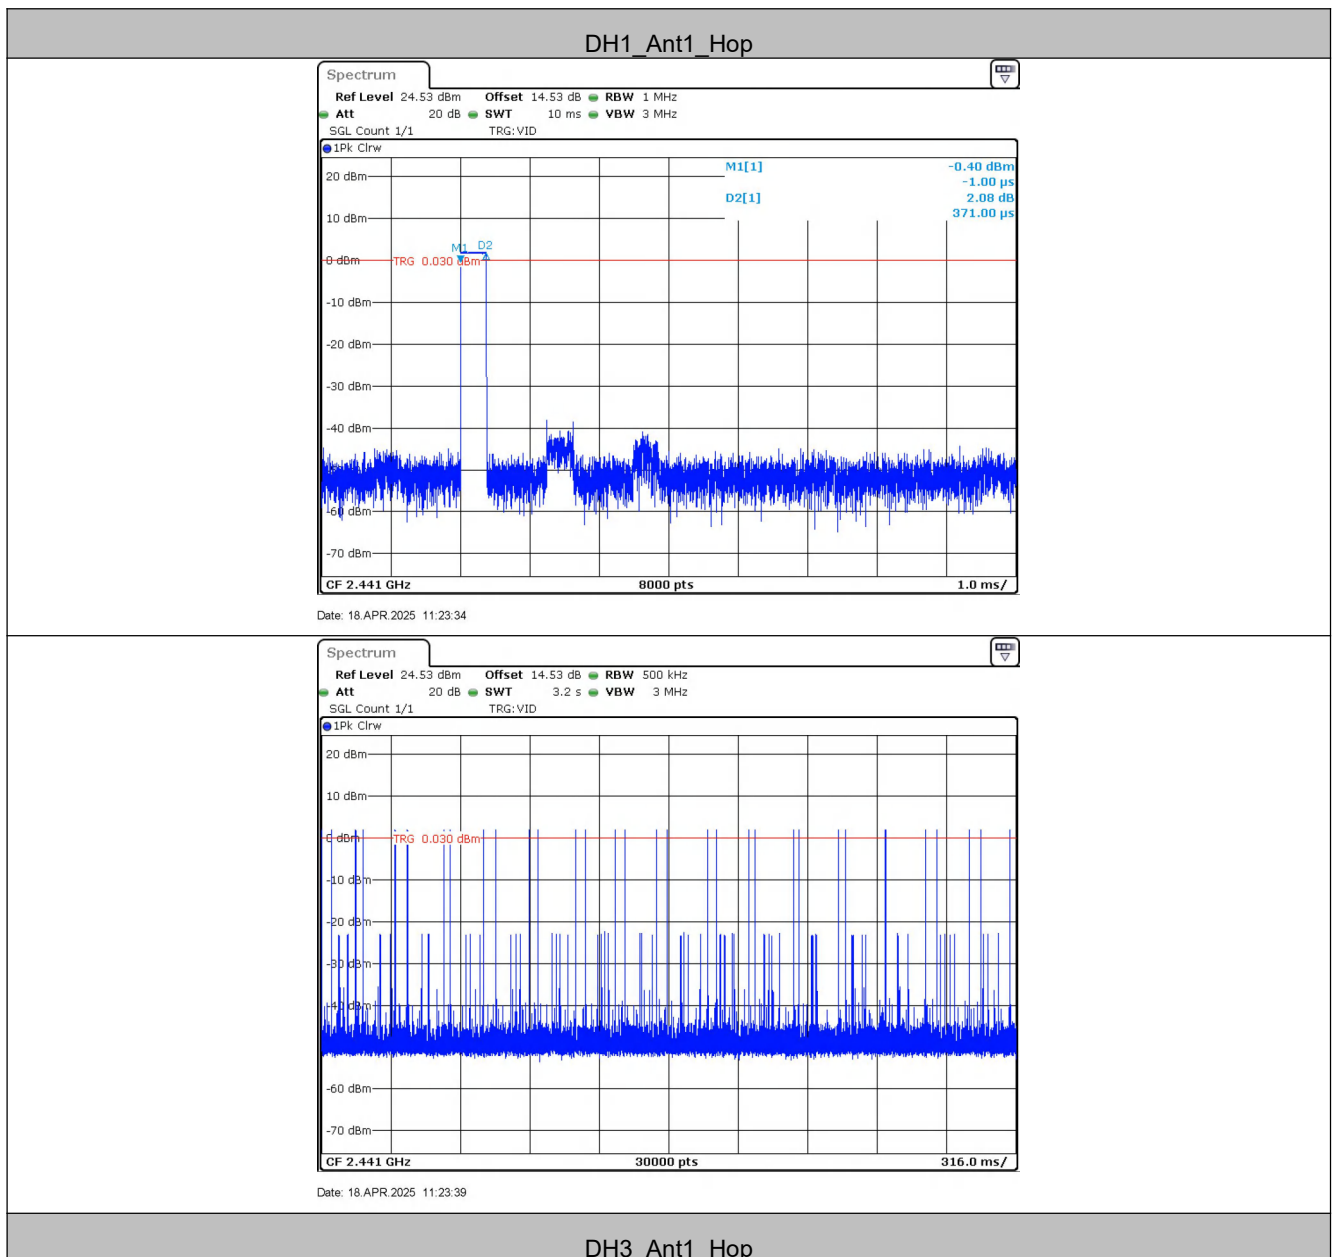 DH1_Ant1_Hop
Spectrum
Ref Level 24.53 dBm Offset 14.53 dB RBW 1 MHz
Att 20 dB SWT 10 ms VBW 3 MHz
SGL Count 1/1 TRG:VID
1Pk Clrw
M1[1] -0.40 dBm
-1.00 µs
D2[1] 2.08 dB
371.00 µs
20 dBm
10 dBm
M1 D2
0 dBm
TRG 0.030 dBm
-10 dBm
-20 dBm
-30 dBm
-40 dBm
-60 dBm
-70 dBm
CF 2.441 GHz 8000 pts 1.0 ms/
Date: 18.APR.2025 11:23:34
Spectrum
Ref Level 24.53 dBm Offset 14.53 dB RBW 500 kHz
Att 20 dB SWT 3.2 s VBW 3 MHz
SGL Count 1/1 TRG:VID
1Pk Clrw
20 dBm
10 dBm
0 dBm
TRG 0.030 dBm
-10 dBm
-20 dBm
-30 dBm
-40 dBm
-60 dBm
-70 dBm
CF 2.441 GHz 30000 pts 316.0 ms/
Date: 18.APR.2025 11:23:39
DH3_Ant1_Hop